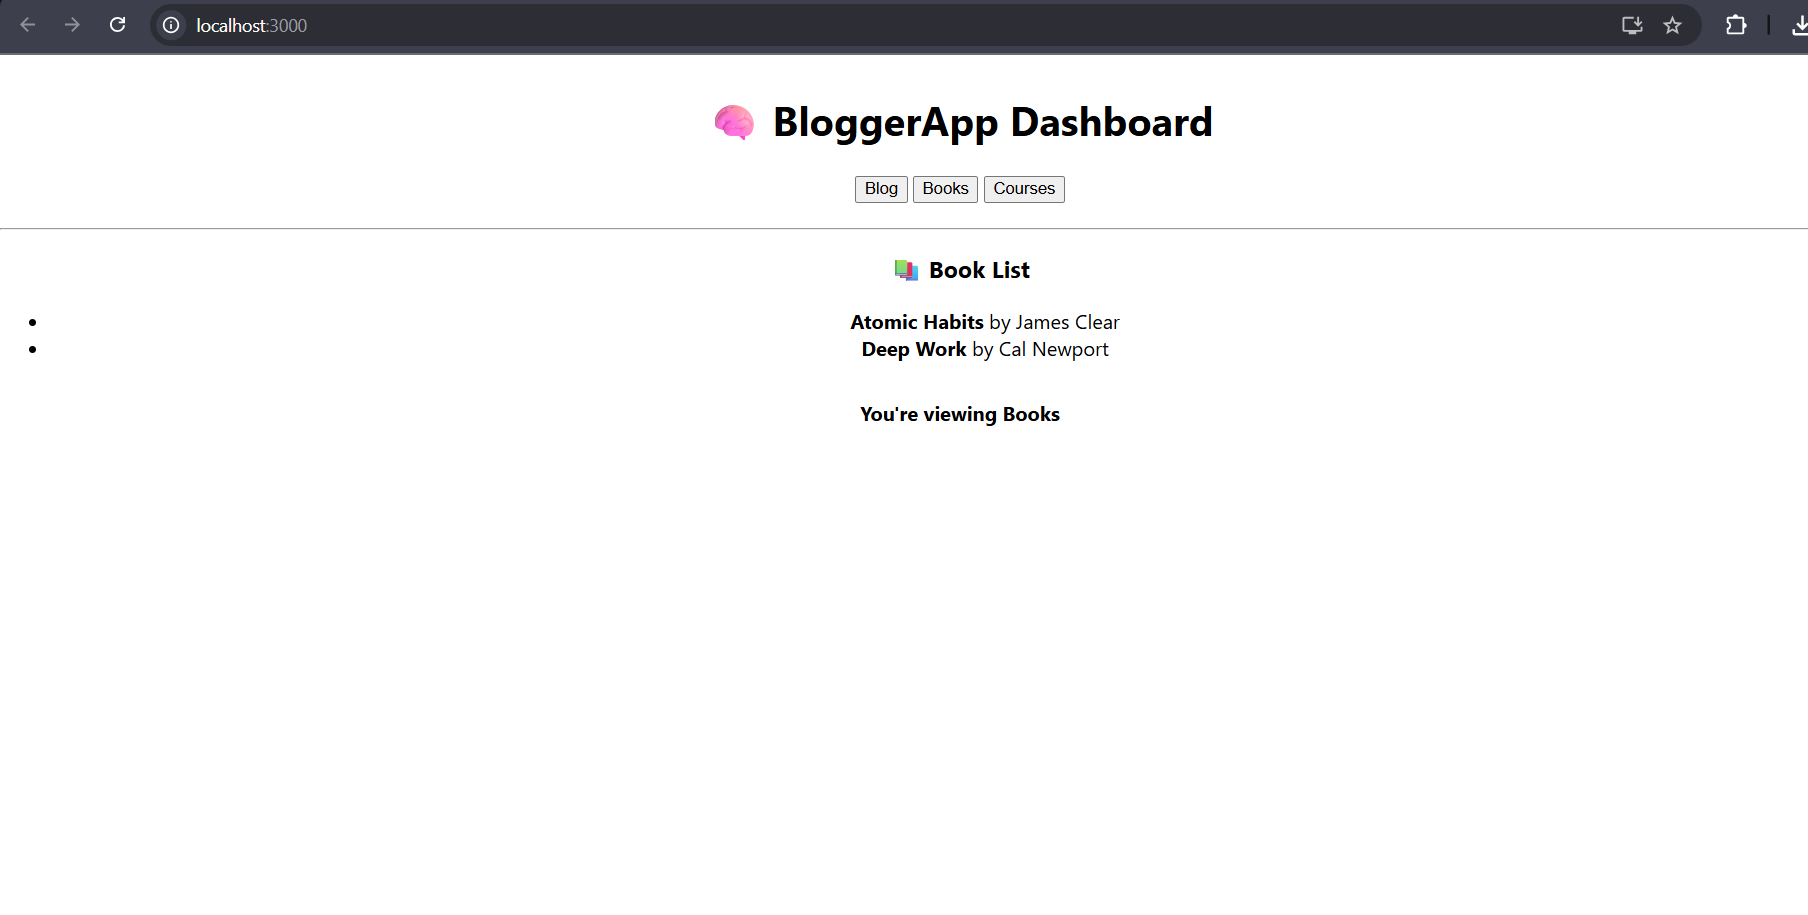 localhost:3000
🧠 BloggerApp Dashboard
Blog Books Courses
📚 Book List
• Atomic Habits by James Clear
• Deep Work by Cal Newport
You're viewing Books